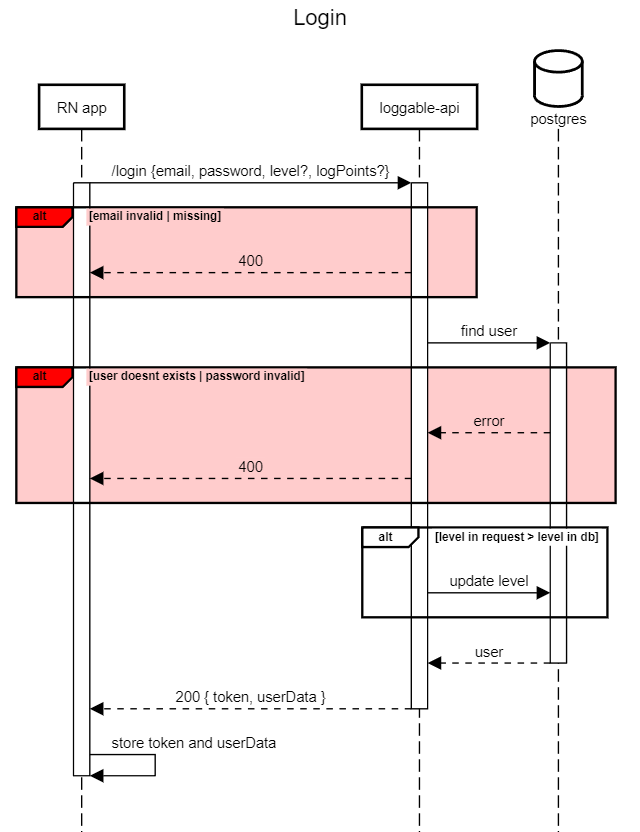 Login
RN app
loggable-api
postgres
/login {email, password, level?, logPoints?}
alt
[email invalid | missing]
400
find user
alt
[user doesnt exists | password invalid]
error
400
alt
[level in request > level in db]
update level
user
200 { token, userData }
store token and userData